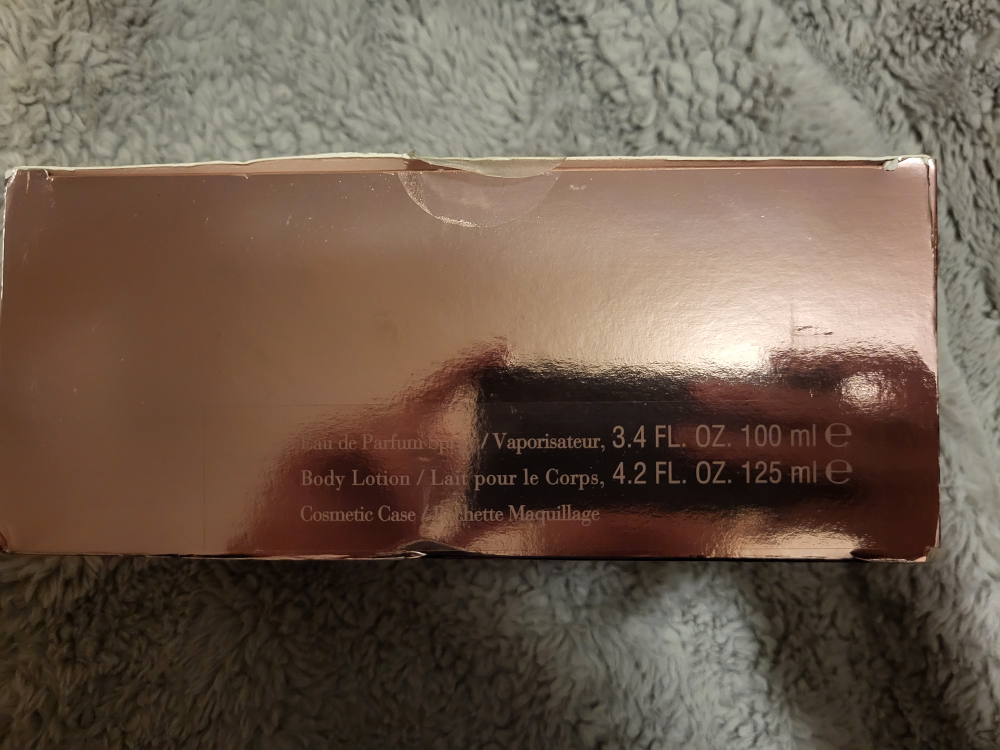 Eau de Parfum Spray / Vaporisateur, 3.4 FL. OZ. 100 ml ℮
Body Lotion / Lait pour le Corps, 4.2 FL. OZ. 125 ml ℮
Cosmetic Case / Pochette Maquillage